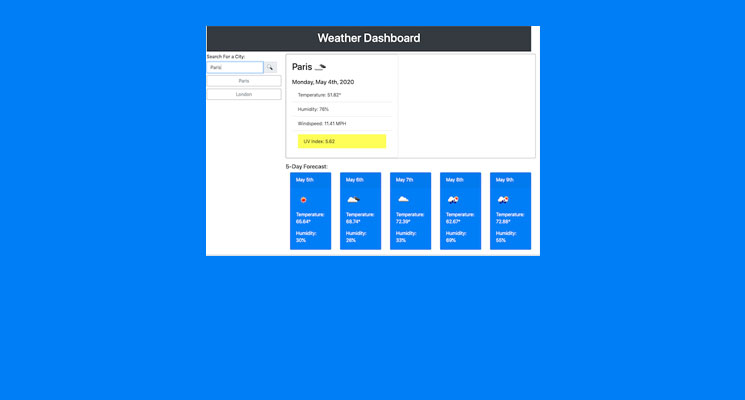 Weather Dashboard
Search For a City:
Paris
Paris
London
Paris
Monday, May 4th, 2020
Temperature: 51.82°
Humidity: 76%
Windspeed: 11.41 MPH
UV Index: 5.62
5-Day Forecast:
May 5th
Temperature:
65.64°
Humidity:
30%
May 6th
Temperature:
68.74°
Humidity:
28%
May 7th
Temperature:
72.39°
Humidity:
33%
May 8th
Temperature:
62.67°
Humidity:
69%
May 9th
Temperature:
72.88°
Humidity:
55%